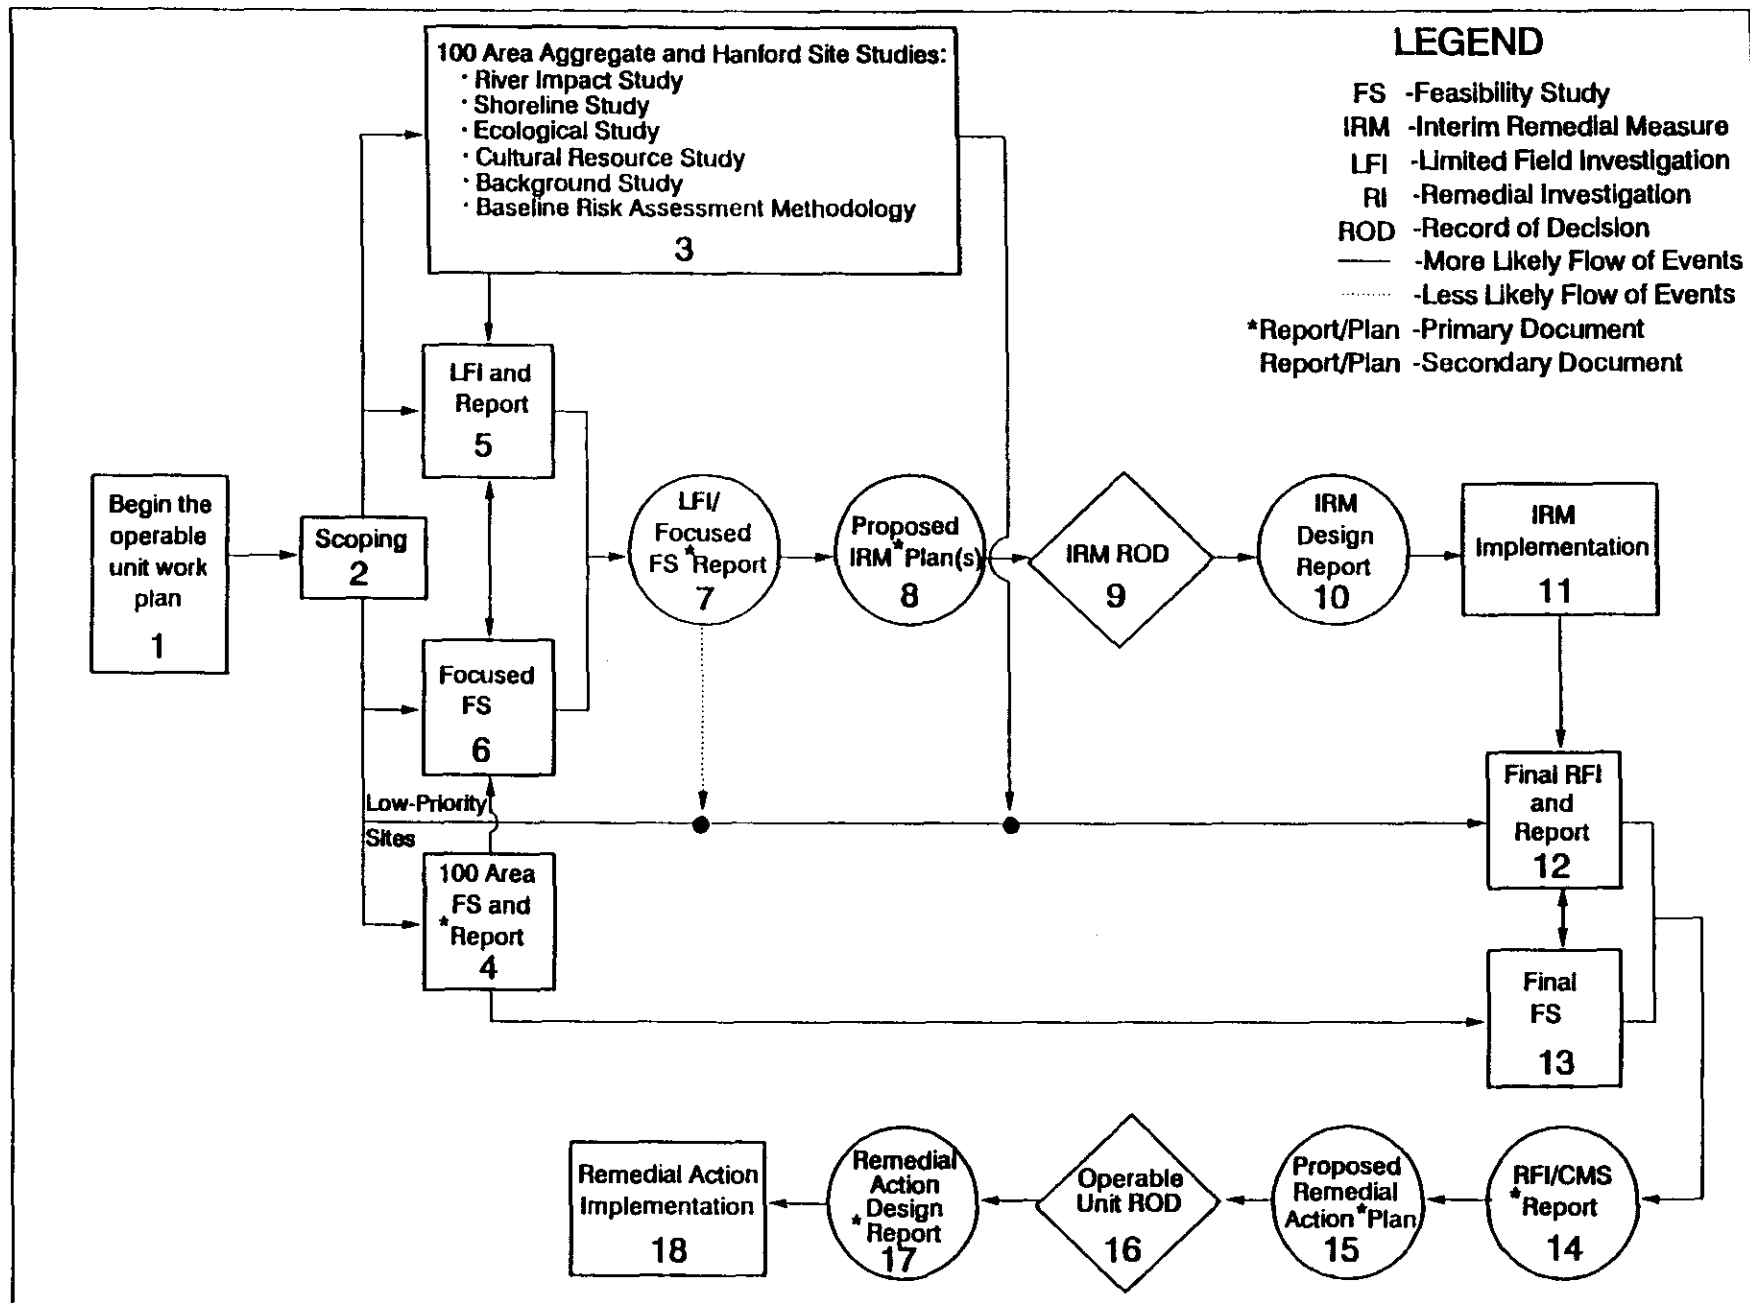 100 Area Aggregate and Hanford Site Studies:
· River Impact Study
· Shoreline Study
· Ecological Study
· Cultural Resource Study
· Background Study
· Baseline Risk Assessment Methodology
3
LEGEND
FS -Feasibility Study
IRM -Interim Remedial Measure
LFI -Limited Field Investigation
RI -Remedial Investigation
ROD -Record of Decision
-More Likely Flow of Events
-Less Likely Flow of Events
*Report/Plan -Primary Document
Report/Plan -Secondary Document
Begin the
operable
unit work
plan
1
Scoping
2
LFI and
Report
5
Focused
FS
6
Low-Priority
Sites
100 Area
FS and
*Report
4
LFI/
Focused
FS *Report
7
Proposed
IRM*Plan(s)
8
IRM ROD
9
IRM
Design
Report
10
IRM
Implementation
11
Final RFI
and
Report
12
Final
FS
13
RFI/CMS
*Report
14
Proposed
Remedial
Action*Plan
15
Operable
Unit ROD
16
Remedial
Action
Design
*Report
17
Remedial Action
Implementation
18